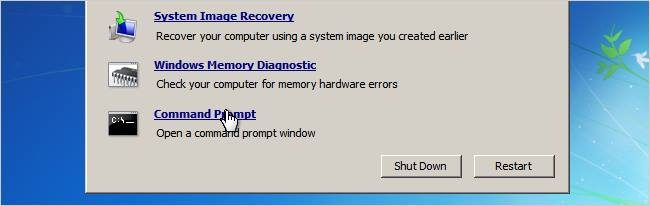 System Image Recovery
Recover your computer using a system image you created earlier
Windows Memory Diagnostic
Check your computer for memory hardware errors
C:\_
Command Prompt
Open a command prompt window
Shut Down
Restart